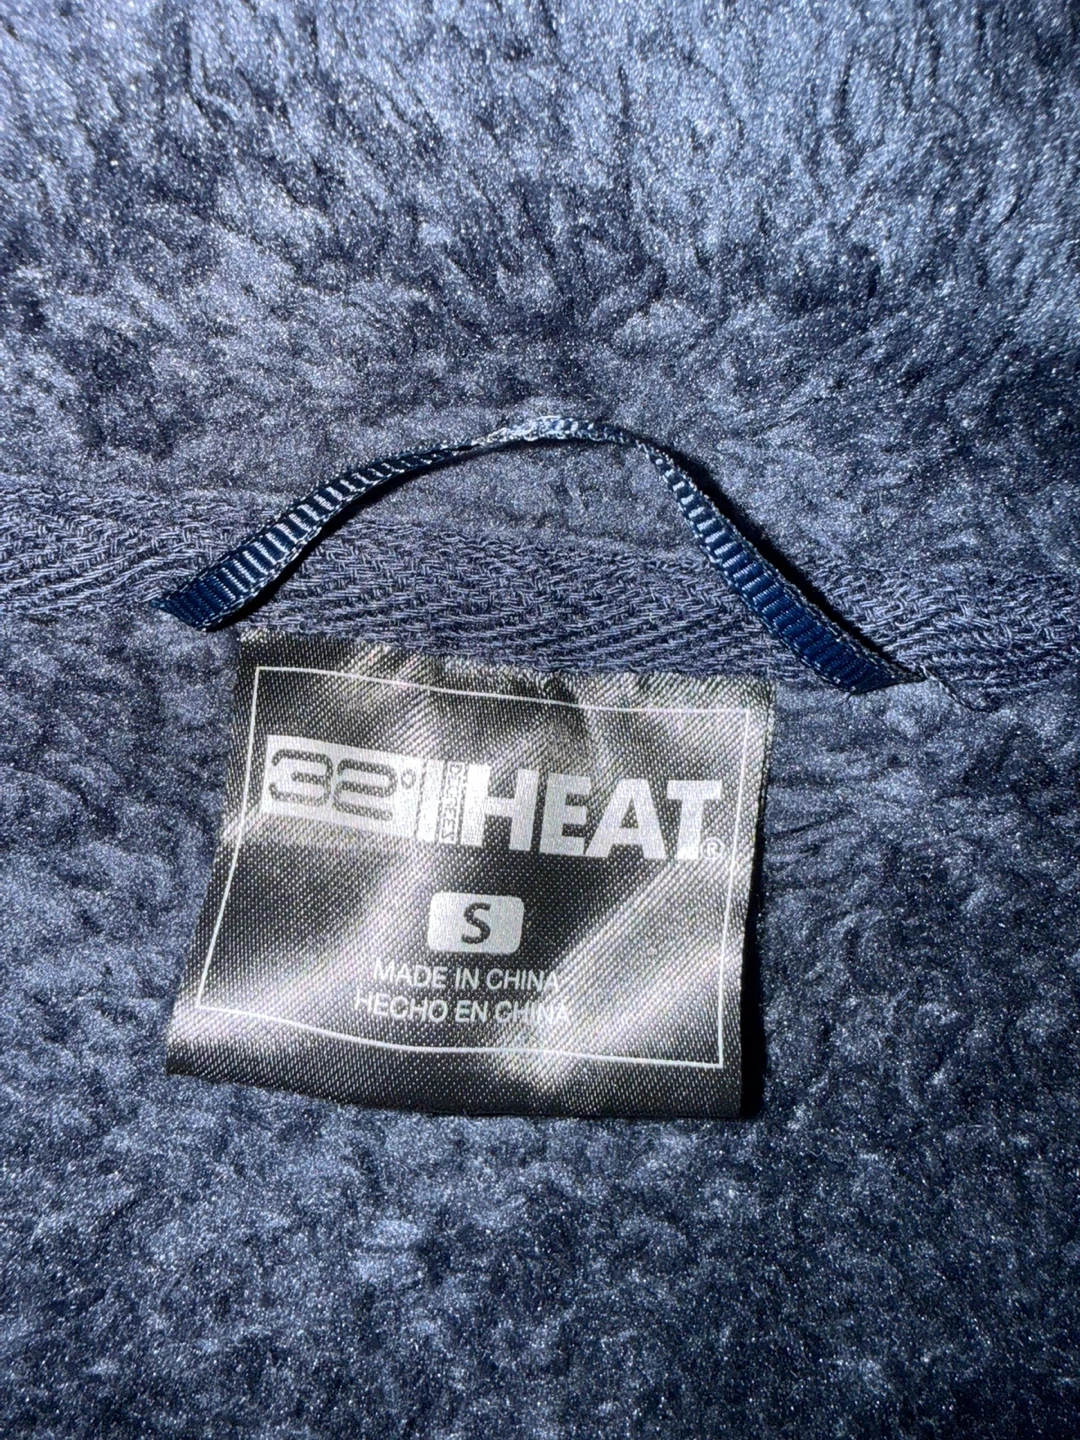 32° DEGREES HEAT®
S
MADE IN CHINA
HECHO EN CHINA